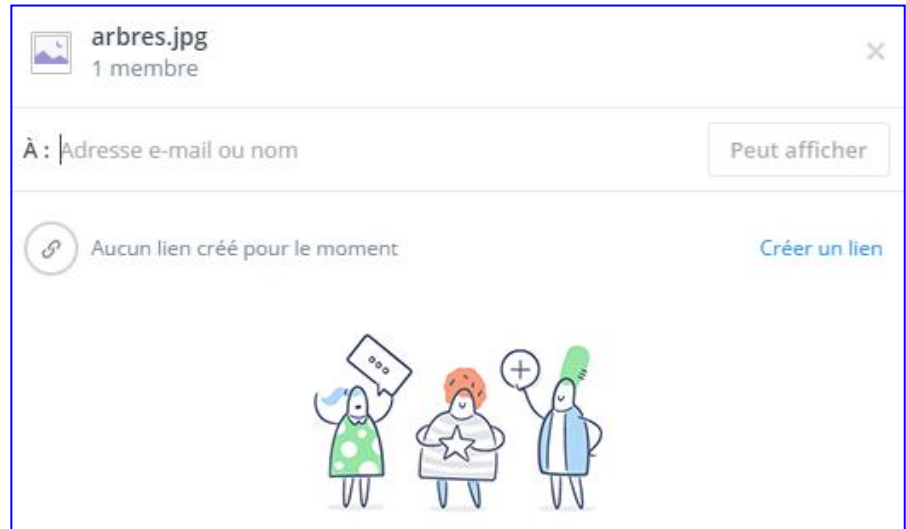 arbres.jpg
1 membre
À : Adresse e-mail ou nom
Peut afficher
Aucun lien créé pour le moment
Créer un lien